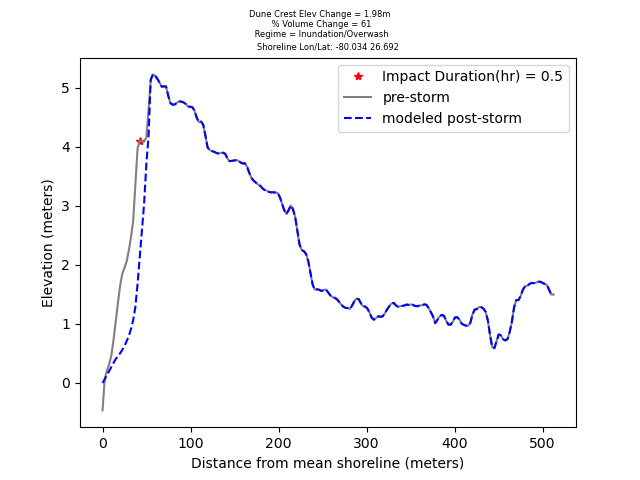 Dune Crest Elev Change = 1.98m
% Volume Change = 61
Regime = Inundation/Overwash
Shoreline Lon/Lat: -80.034 26.692
Impact Duration(hr) = 0.5
pre-storm
modeled post-storm
Elevation (meters)
5
4
3
2
1
0
0 100 200 300 400 500
Distance from mean shoreline (meters)